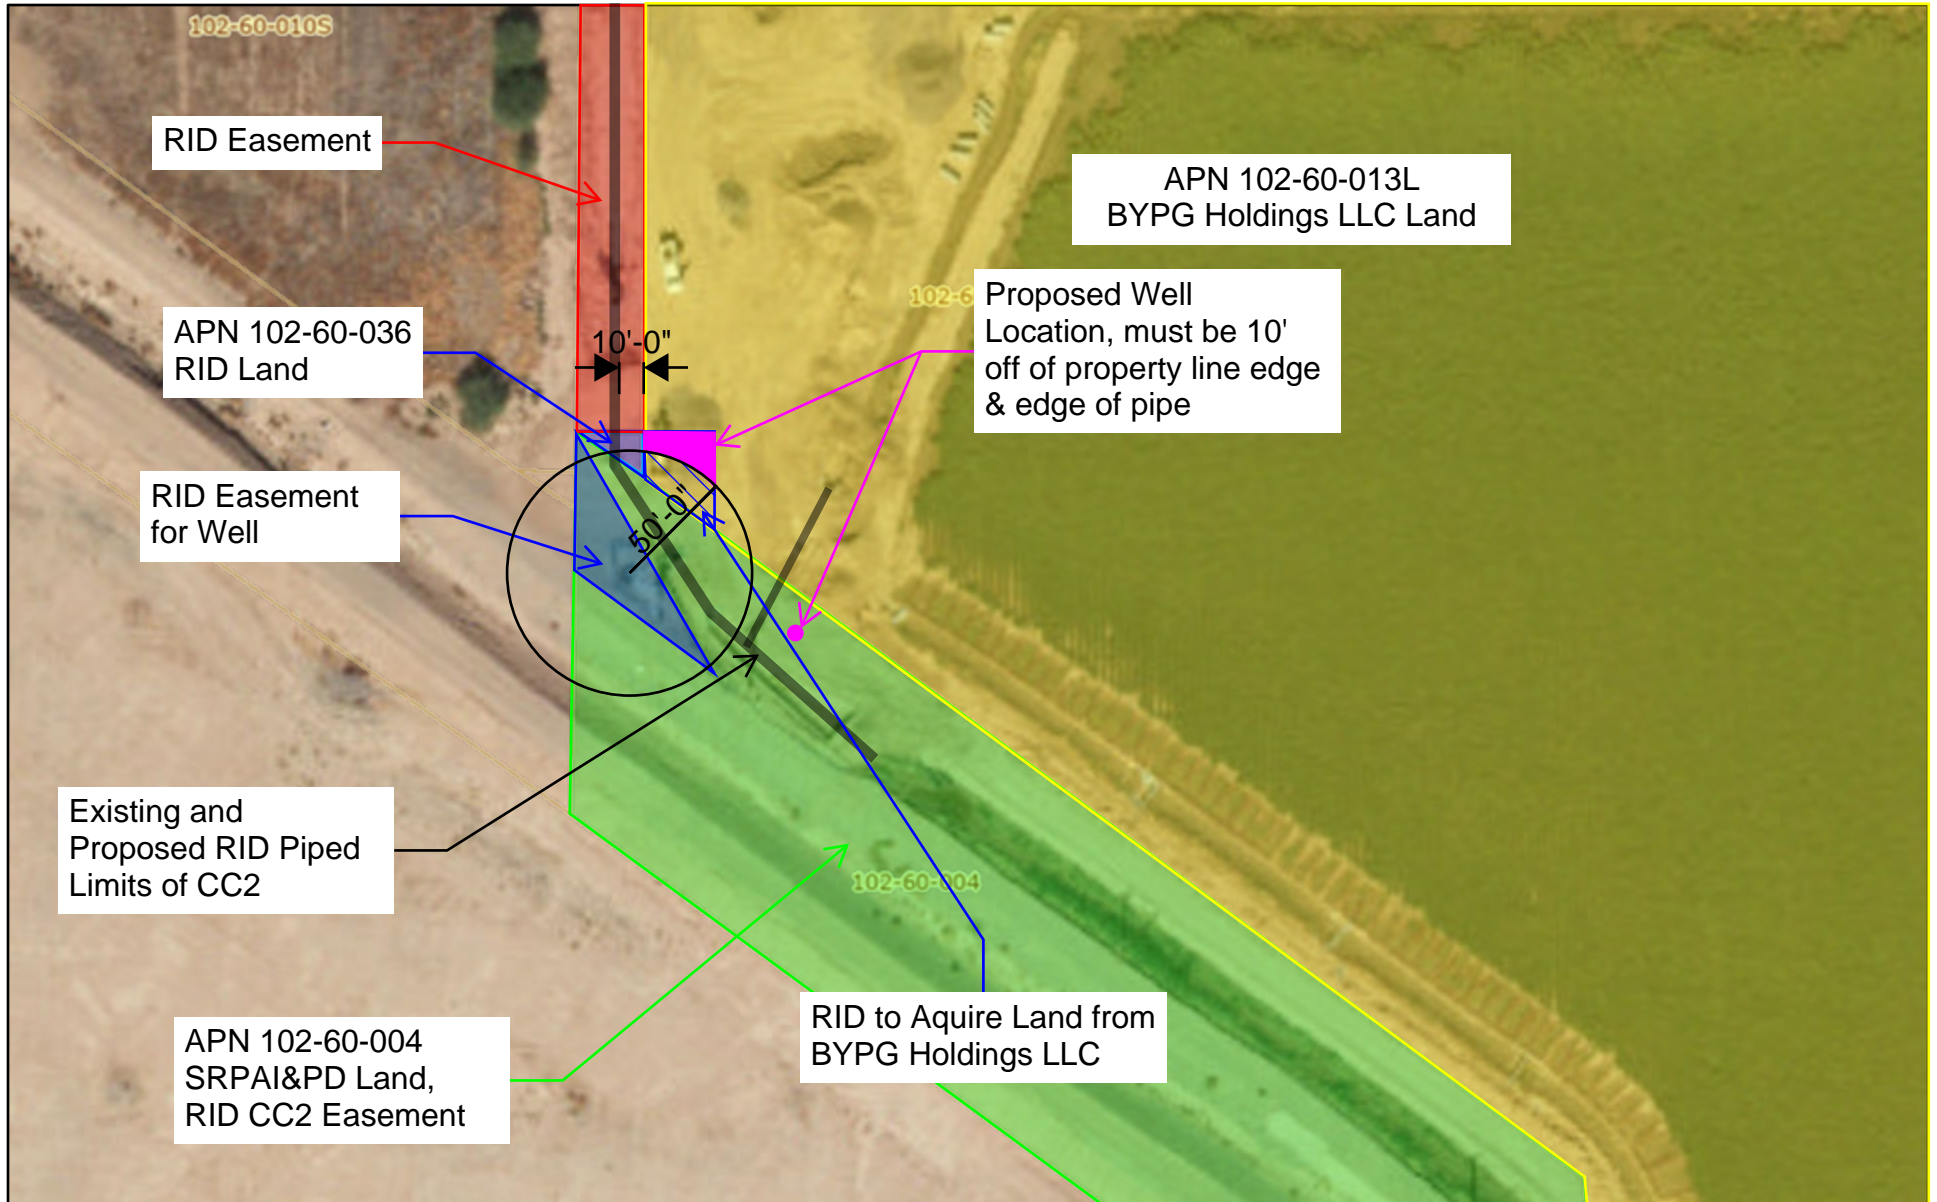 102-60-010S
RID Easement
APN 102-60-013L
BYPG Holdings LLC Land
102-6
Proposed Well
Location, must be 10'
off of property line edge
& edge of pipe
APN 102-60-036
RID Land
10'-0"
RID Easement
for Well
50'-0"
Existing and
Proposed RID Piped
Limits of CC2
102-60-004
RID to Aquire Land from
BYPG Holdings LLC
APN 102-60-004
SRPAI&PD Land,
RID CC2 Easement